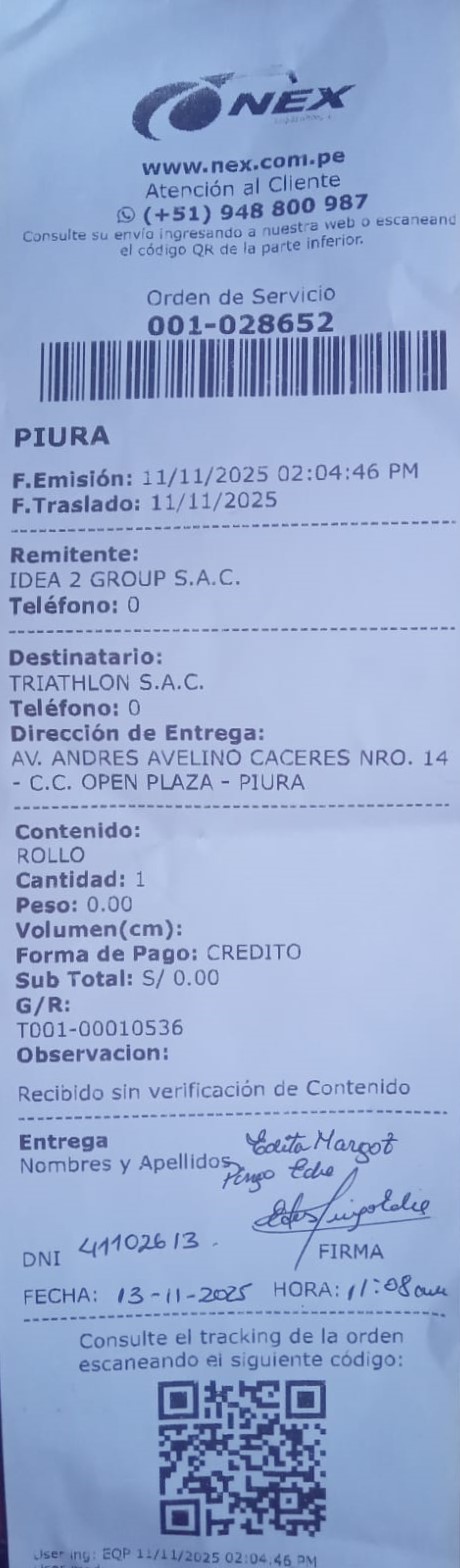 NEX
www.nex.com.pe
Atención al Cliente
(+51) 948 800 987
Consulte su envío ingresando a nuestra web o escaneand
el código QR de la parte inferior.
Orden de Servicio
001-028652
PIURA
F.Emisión: 11/11/2025 02:04:46 PM
F.Traslado: 11/11/2025
Remitente:
IDEA 2 GROUP S.A.C.
Teléfono: 0
Destinatario:
TRIATHLON S.A.C.
Teléfono: 0
Dirección de Entrega:
AV. ANDRES AVELINO CACERES NRO. 14
- C.C. OPEN PLAZA - PIURA
Contenido:
ROLLO
Cantidad: 1
Peso: 0.00
Volumen(cm):
Forma de Pago: CREDITO
Sub Total: S/ 0.00
G/R:
T001-00010536
Observacion:
Recibido sin verificación de Contenido
Entrega
Nombres y Apellidos Edita Margot
DNI 41102613.
FIRMA
FECHA: 13-11-2025 HORA: 11:08 am
Consulte el tracking de la orden
escaneando el siguiente código:
User ing: EQP 11/11/2025 02:04:46 PM